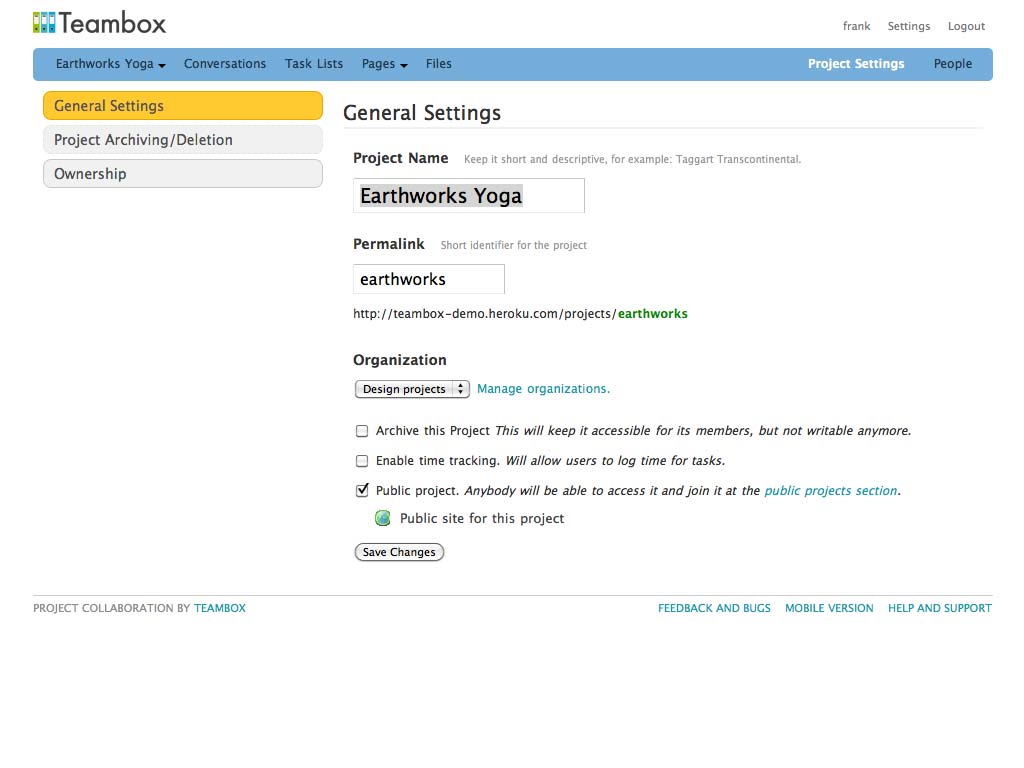 Teambox
frank Settings Logout
Earthworks Yoga Conversations Task Lists Pages Files Project Settings People
General Settings
Project Archiving/Deletion
Ownership
General Settings
Project Name Keep it short and descriptive, for example: Taggart Transcontinental.
Earthworks Yoga
Permalink Short identifier for the project
earthworks
http://teambox-demo.heroku.com/projects/earthworks
Organization
Design projects Manage organizations.
Archive this Project This will keep it accessible for its members, but not writable anymore.
Enable time tracking. Will allow users to log time for tasks.
Public project. Anybody will be able to access it and join it at the public projects section.
Public site for this project
Save Changes
PROJECT COLLABORATION BY TEAMBOX FEEDBACK AND BUGS MOBILE VERSION HELP AND SUPPORT